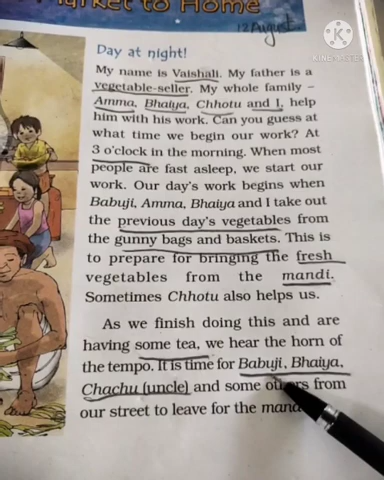 Market to Home
12 August
KINEMASTER
Day at night!
My name is Vaishali. My father is a
vegetable-seller. My whole family –
Amma, Bhaiya, Chhotu and I, help
him with his work. Can you guess at
what time we begin our work? At
3 o'clock in the morning. When most
people are fast asleep, we start our
work. Our day's work begins when
Babuji, Amma, Bhaiya and I take out
the previous day's vegetables from
the gunny bags and baskets. This is
to prepare for bringing the fresh
vegetables from the mandi.
Sometimes Chhotu also helps us.
As we finish doing this and are
having some tea, we hear the horn of
the tempo. It is time for Babuji, Bhaiya,
Chachu (uncle) and some others from
our street to leave for the